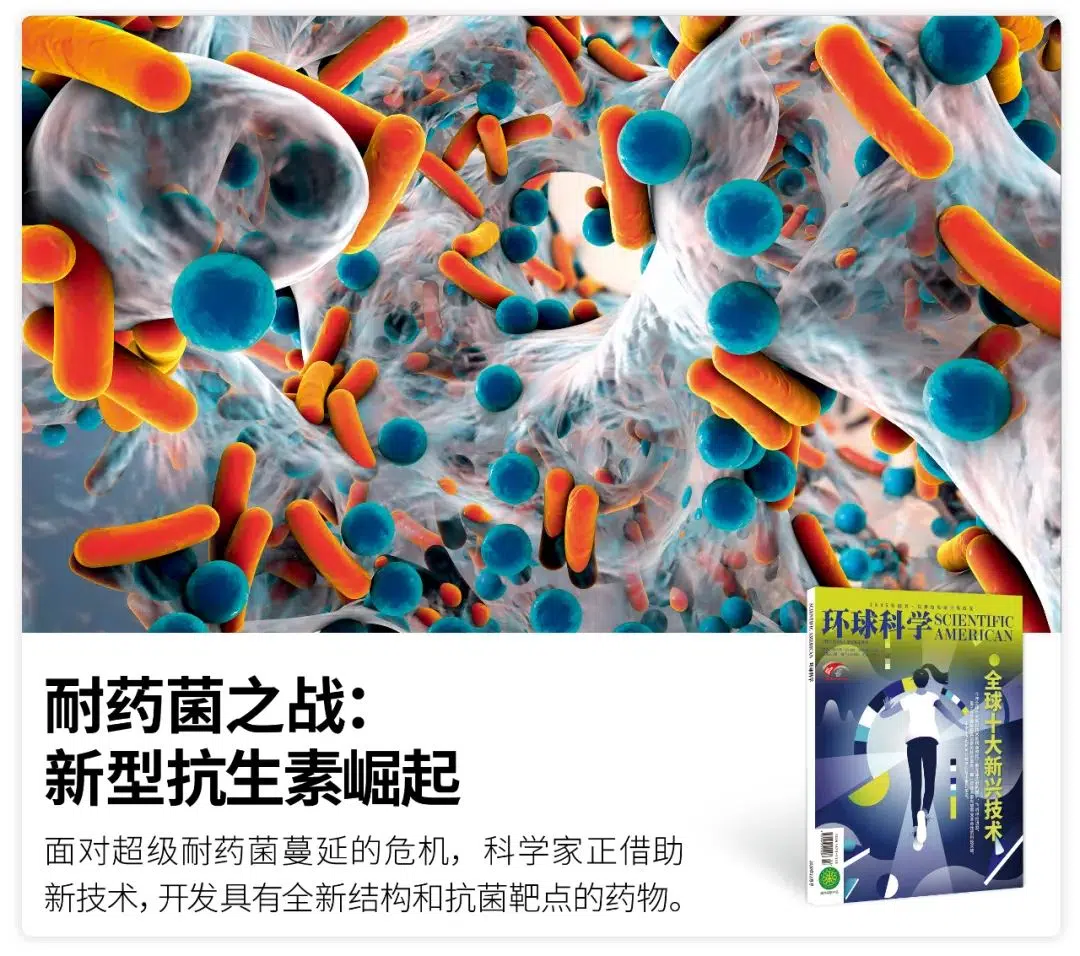 耐药菌之战：
新型抗生素崛起
面对超级耐药菌蔓延的危机，科学家正借助
新技术，开发具有全新结构和抗菌靶点的药物。
环球科学
SCIENTIFIC
AMERICAN
全球十大新兴技术